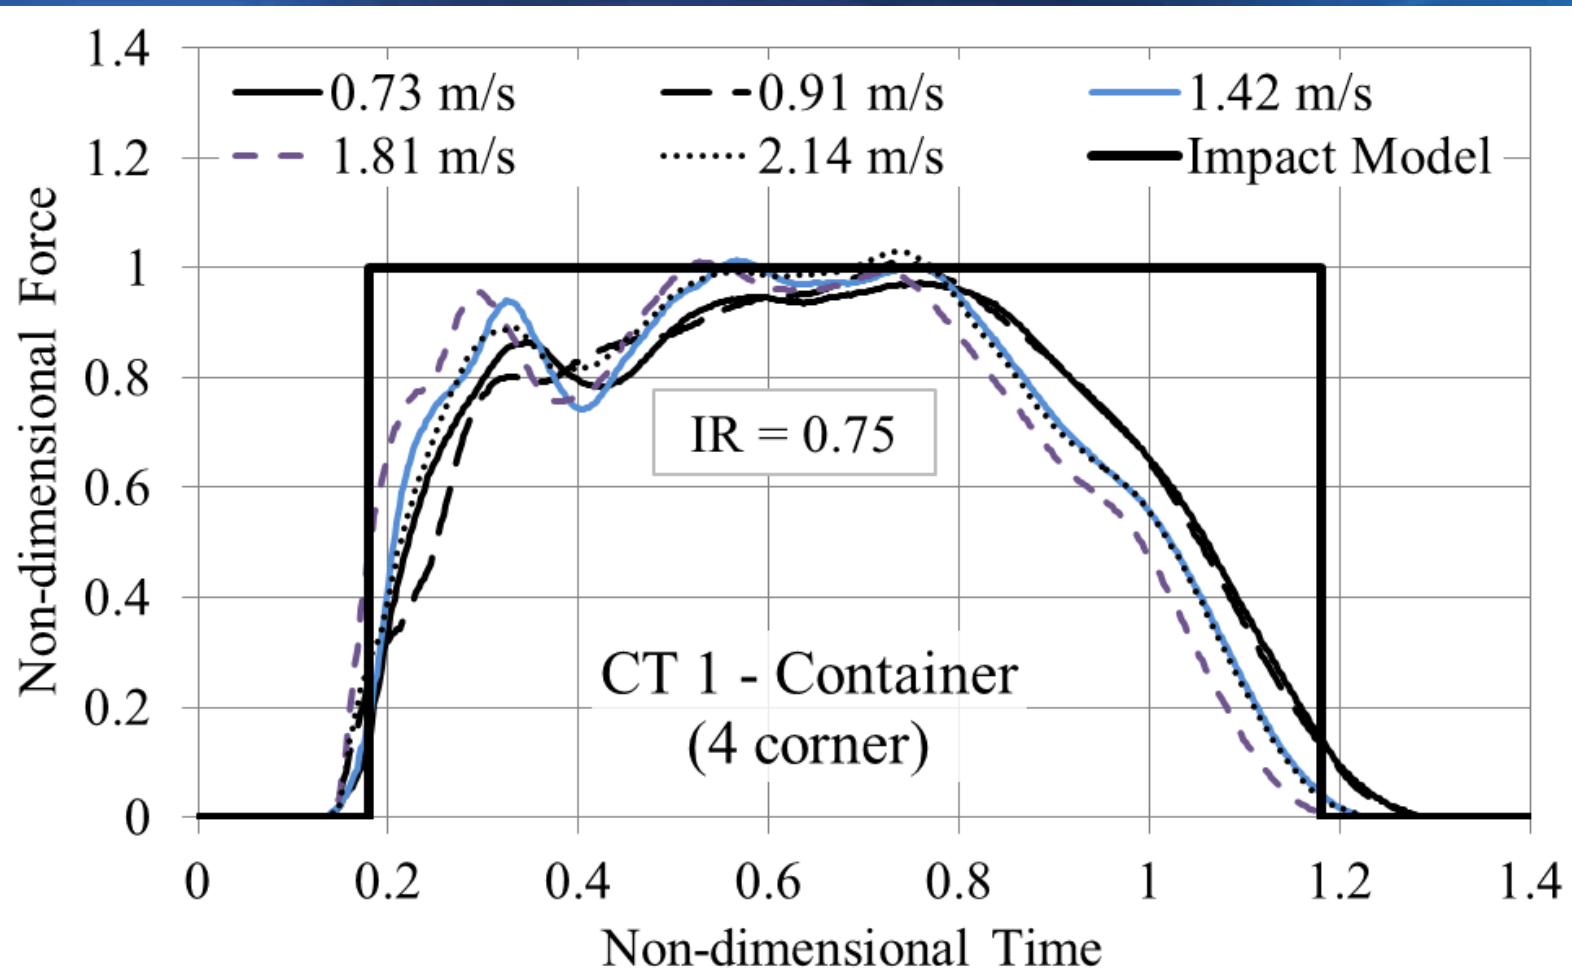 1.4
0.73 m/s 0.91 m/s 1.42 m/s
1.2
1.81 m/s 2.14 m/s Impact Model
1
0.8
IR = 0.75
0.6
0.4
CT 1 - Container
0.2
(4 corner)
0
Non-dimensional Force
0 0.2 0.4 0.6 0.8 1 1.2 1.4
Non-dimensional Time